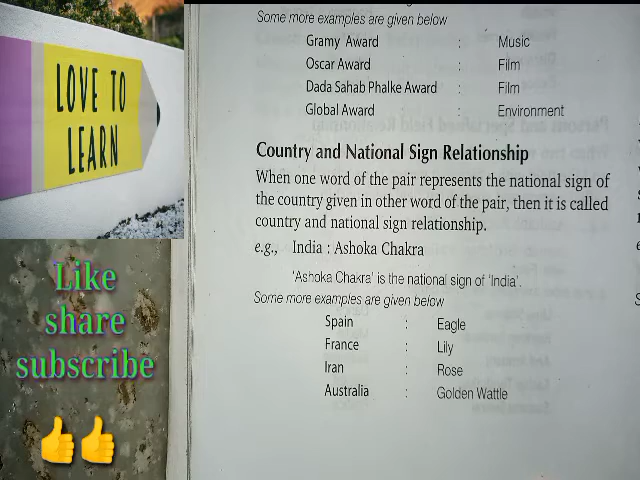 LOVE TO
LEARN
Like
share
subscribe
Some more examples are given below
Gramy Award : Music
Oscar Award : Film
Dada Sahab Phalke Award : Film
Global Award : Environment
Country and National Sign Relationship
When one word of the pair represents the national sign of
the country given in other word of the pair, then it is called
country and national sign relationship.
e.g., India : Ashoka Chakra
'Ashoka Chakra' is the national sign of 'India'.
Some more examples are given below
Spain : Eagle
France : Lily
Iran : Rose
Australia : Golden Wattle